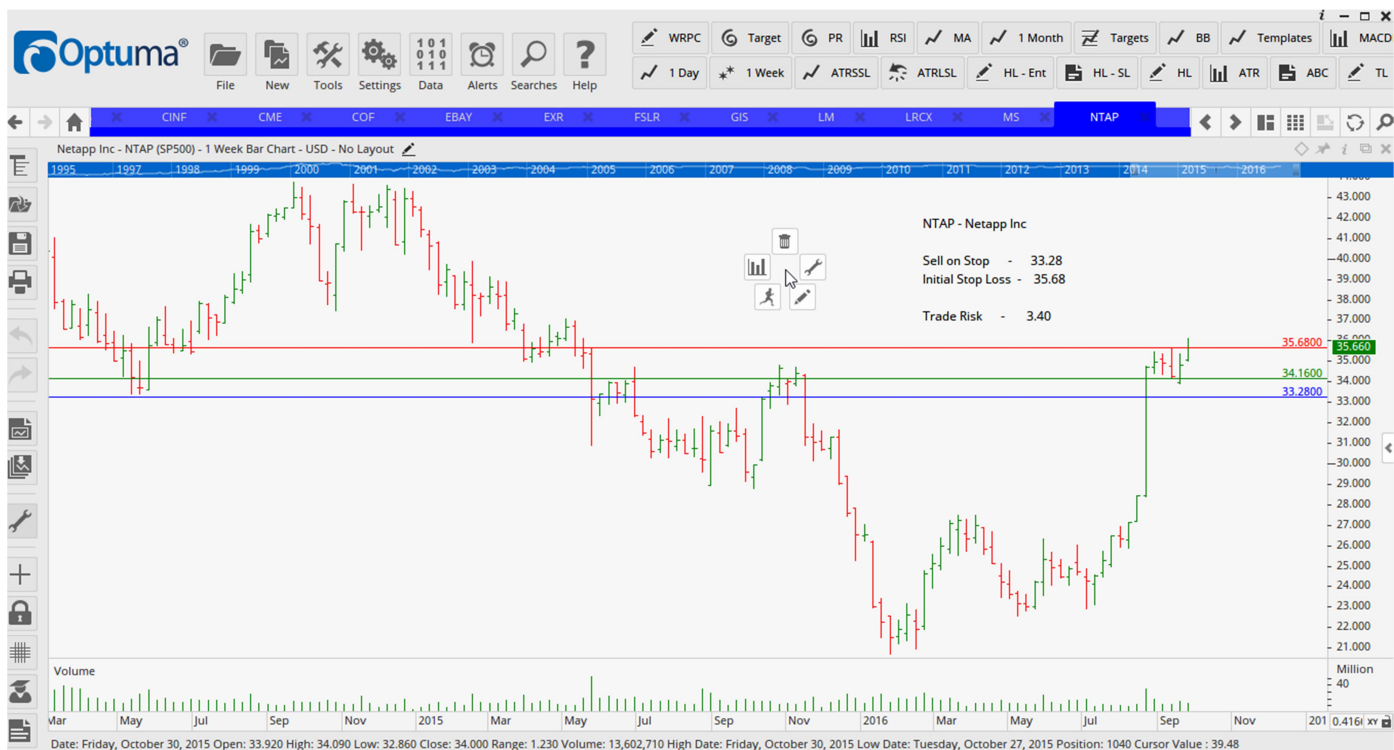 Optuma®
File
New
Tools
Settings
101
010
111
Data
Alerts
Searches
?
Help
WRPC
Target
PR
RSI
MA
1 Month
Targets
BB
Templates
MACD
1 Day
1 Week
ATRSSL
ATRLSL
HL - Ent
HL - SL
HL
ATR
ABC
TL
CINF
CME
COF
EBAY
EXR
FSLR
GIS
LM
LRCX
MS
NTAP
Netapp Inc - NTAP (SP500) - 1 Week Bar Chart - USD - No Layout
1995 1997 1998 1999 2000 2001 2002 2003 2004 2005 2006 2007 2008 2009 2010 2011 2012 2013 2014 2015 2016
NTAP - Netapp Inc
Sell on Stop - 33.28
Initial Stop Loss - 35.68
Trade Risk - 3.40
35.6800
34.1600
33.2800
43.000
42.000
41.000
40.000
39.000
38.000
37.000
35.660
35.000
34.000
33.000
32.000
31.000
30.000
29.000
28.000
27.000
26.000
25.000
24.000
23.000
22.000
21.000
Volume
Million
40
Mar May Jul Sep Nov 2015 Mar May Jul Sep Nov 2016 Mar May Jul Sep Nov 201
XY
Date: Friday, October 30, 2015 Open: 33.920 High: 34.090 Low: 32.860 Close: 34.000 Range: 1.230 Volume: 13,602,710 High Date: Friday, October 30, 2015 Low Date: Tuesday, October 27, 2015 Position: 1040 Cursor Value : 39.48